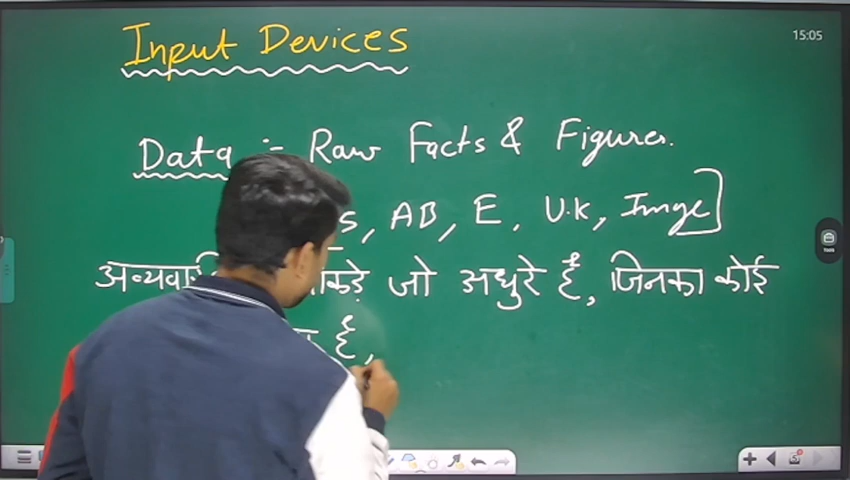 Input Devices
15:05
Data :- Raw Facts & Figures.
S, AB, E, U.K, Image]
जो अधुरे हैं, जिनका कोई
है,